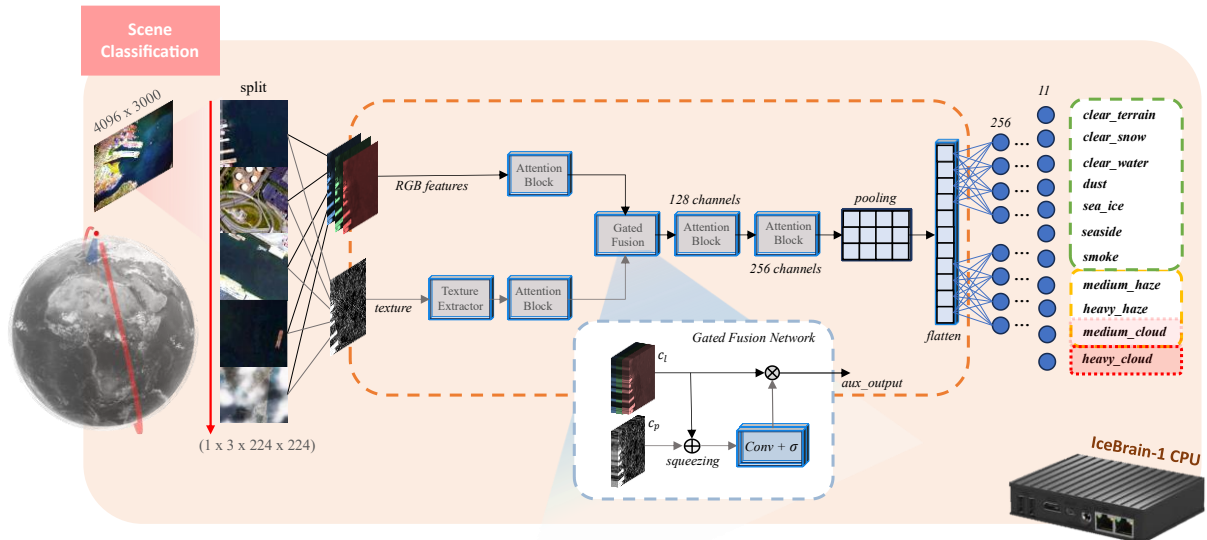 Scene
Classification
4096 x 3000
split
(1 x 3 x 224 x 224)
RGB features
texture
Attention
Block
Texture
Extractor
Attention
Block
Gated
Fusion
128 channels
Attention
Block
Attention
Block
256 channels
pooling
flatten
256
11
...
...
...
...
...
...
...
...
clear_terrain
clear_snow
clear_water
dust
sea_ice
seaside
smoke
medium_haze
heavy_haze
medium_cloud
heavy_cloud
Gated Fusion Network
c_l
c_p
squeezing
Conv + σ
aux_output
IceBrain-1 CPU